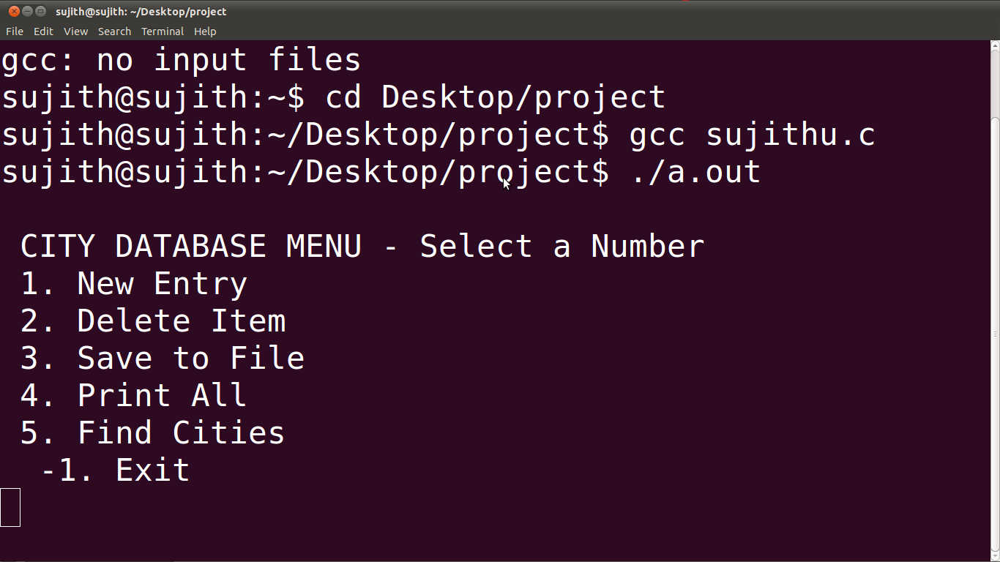 sujith@sujith: ~/Desktop/project
File Edit View Search Terminal Help
gcc: no input files
sujith@sujith:~$ cd Desktop/project
sujith@sujith:~/Desktop/project$ gcc sujithu.c
sujith@sujith:~/Desktop/project$ ./a.out
CITY DATABASE MENU - Select a Number
1. New Entry
2. Delete Item
3. Save to File
4. Print All
5. Find Cities
-1. Exit